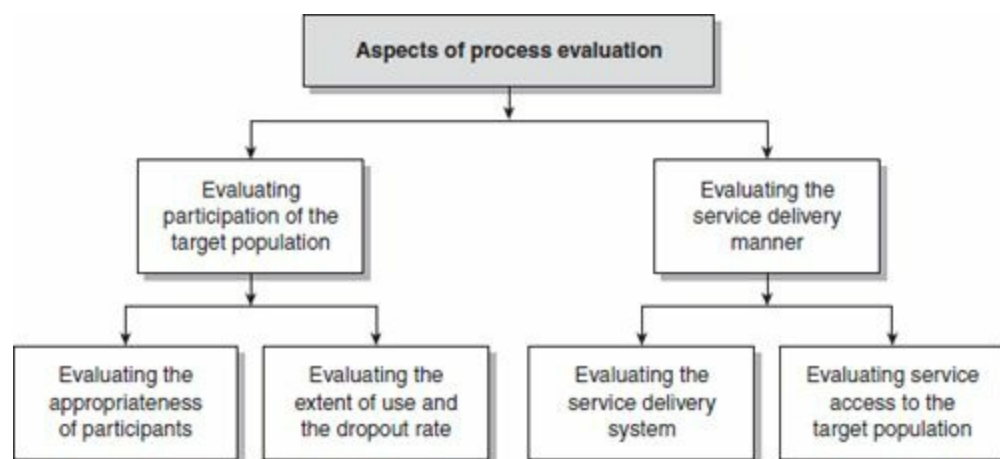 Aspects of process evaluation
Evaluating
participation of the
target population
Evaluating the
service delivery
manner
Evaluating the
appropriateness
of participants
Evaluating the
extent of use and
the dropout rate
Evaluating the
service delivery
system
Evaluating service
access to the
target population